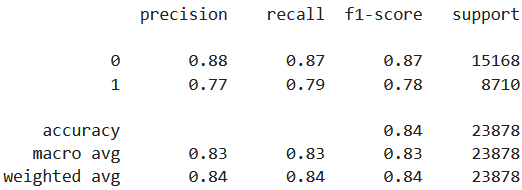 precision recall f1-score support
0 0.88 0.87 0.87 15168
1 0.77 0.79 0.78 8710
accuracy 0.84 23878
macro avg 0.83 0.83 0.83 23878
weighted avg 0.84 0.84 0.84 23878